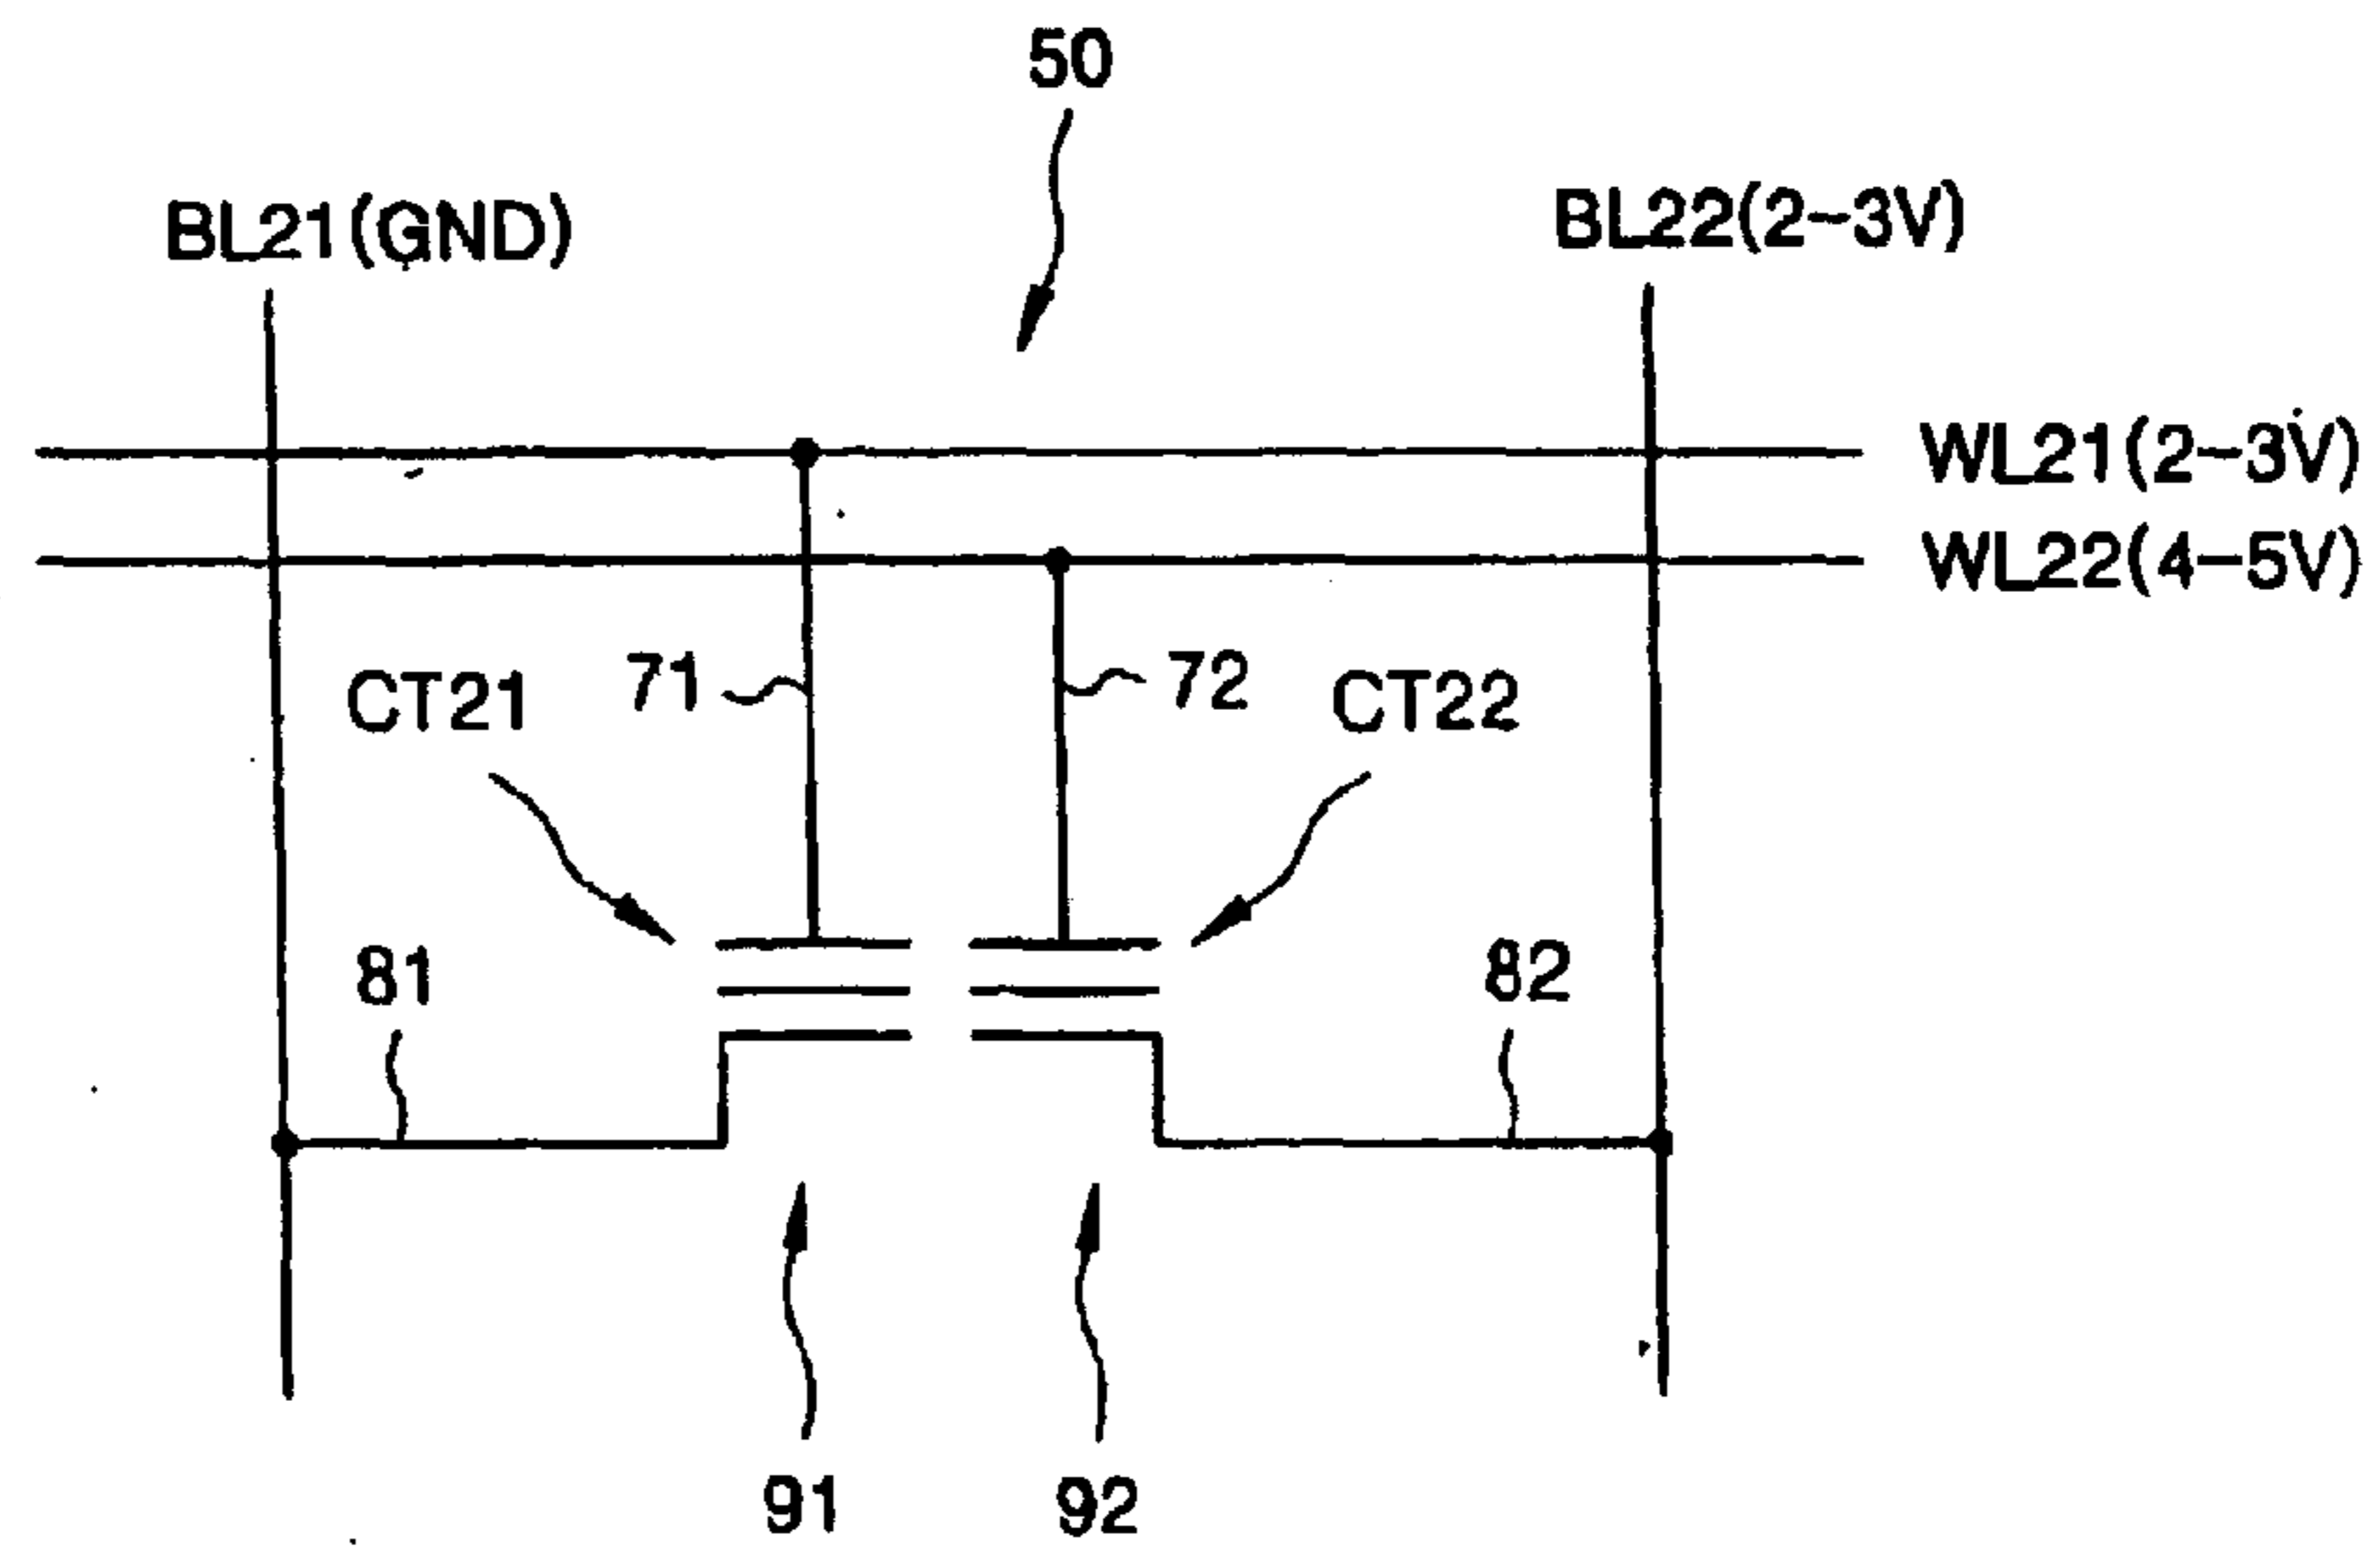 50
BL21(GND)
BL22(2~3V)
WL21(2~3V)
WL22(4-5V)
CT21
71
72
CT22
81
82
91
92